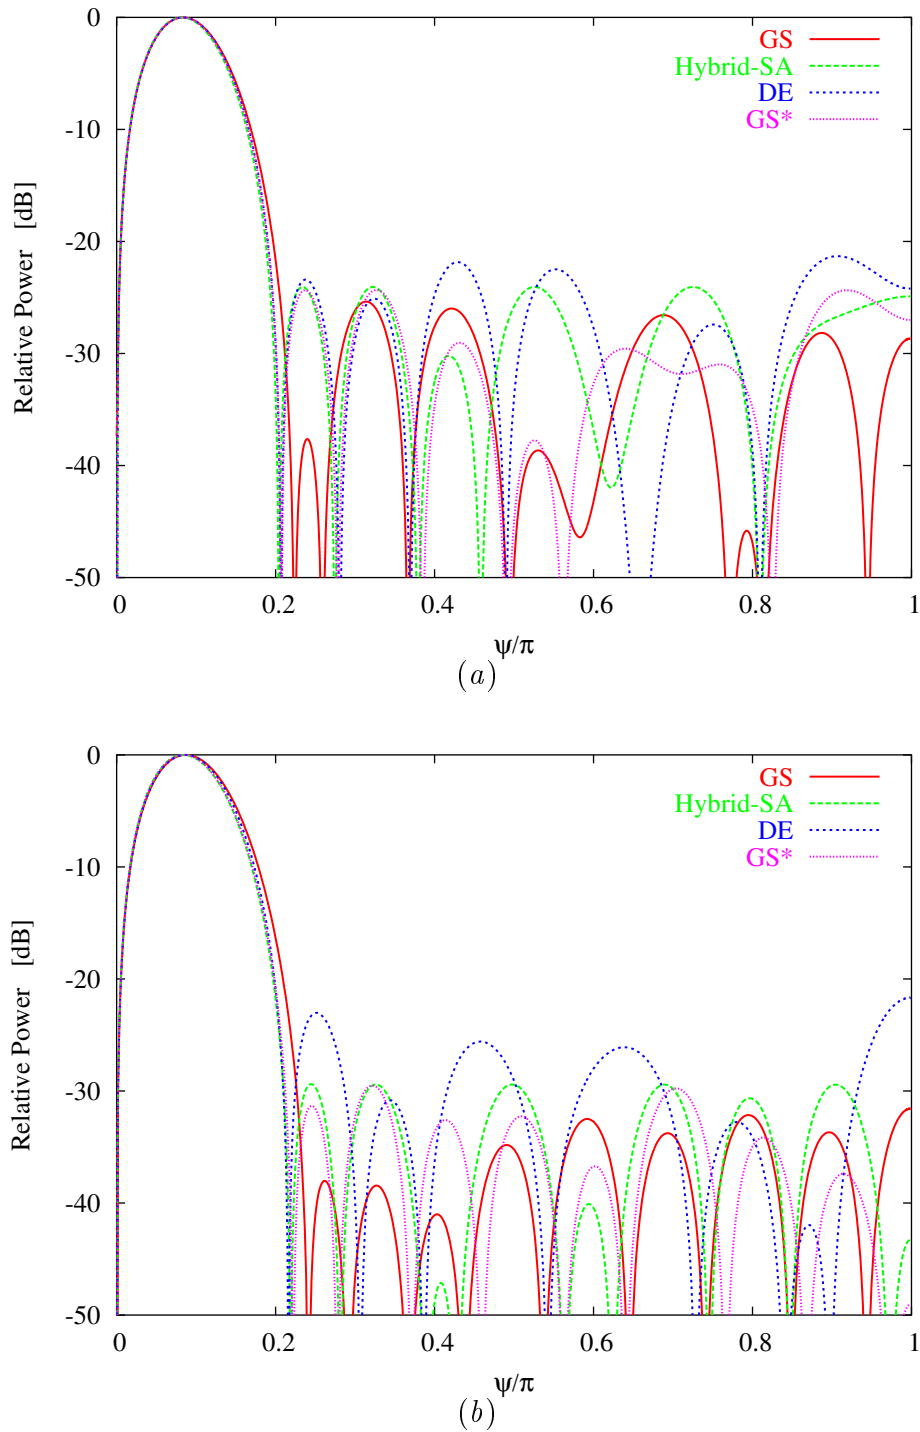 0
-10
-20
-30
-40
-50
Relative Power [dB]
GS
Hybrid-SA
DE
GS*
0 0.2 0.4 0.6 0.8 1
ψ/π
(a)
0
-10
-20
-30
-40
-50
Relative Power [dB]
GS
Hybrid-SA
DE
GS*
0 0.2 0.4 0.6 0.8 1
ψ/π
(b)